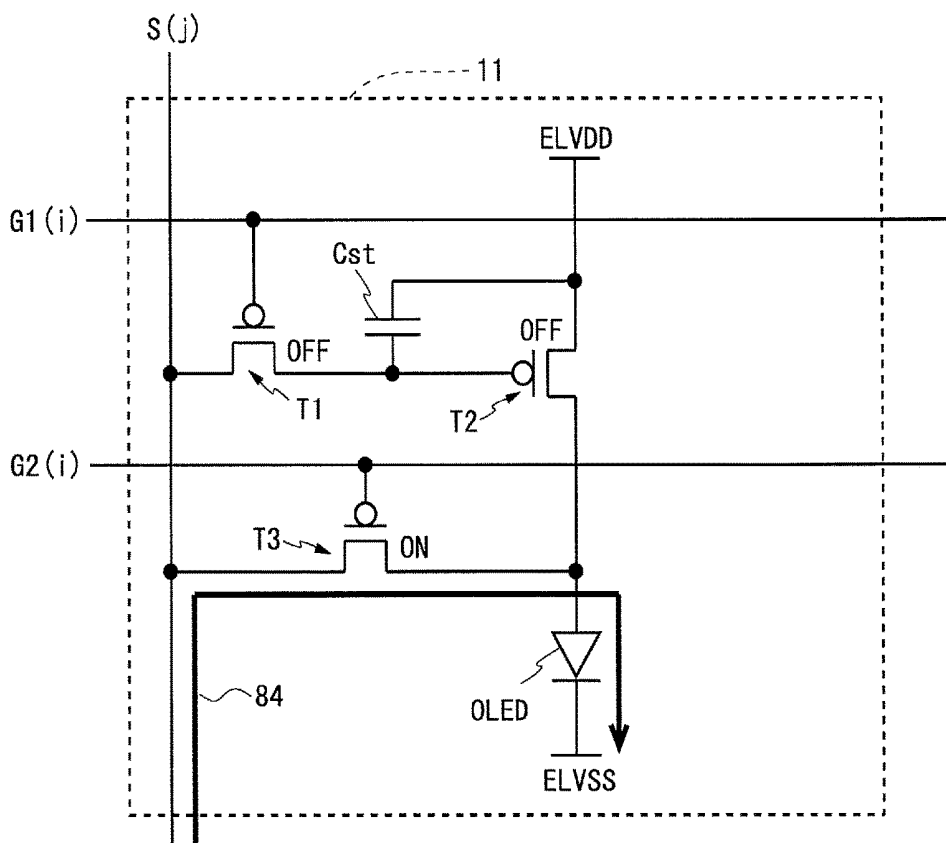 S(j)
11
ELVDD
G1(i)
Cst
OFF
OFF
T1
T2
G2(i)
T3
ON
84
OLED
ELVSS